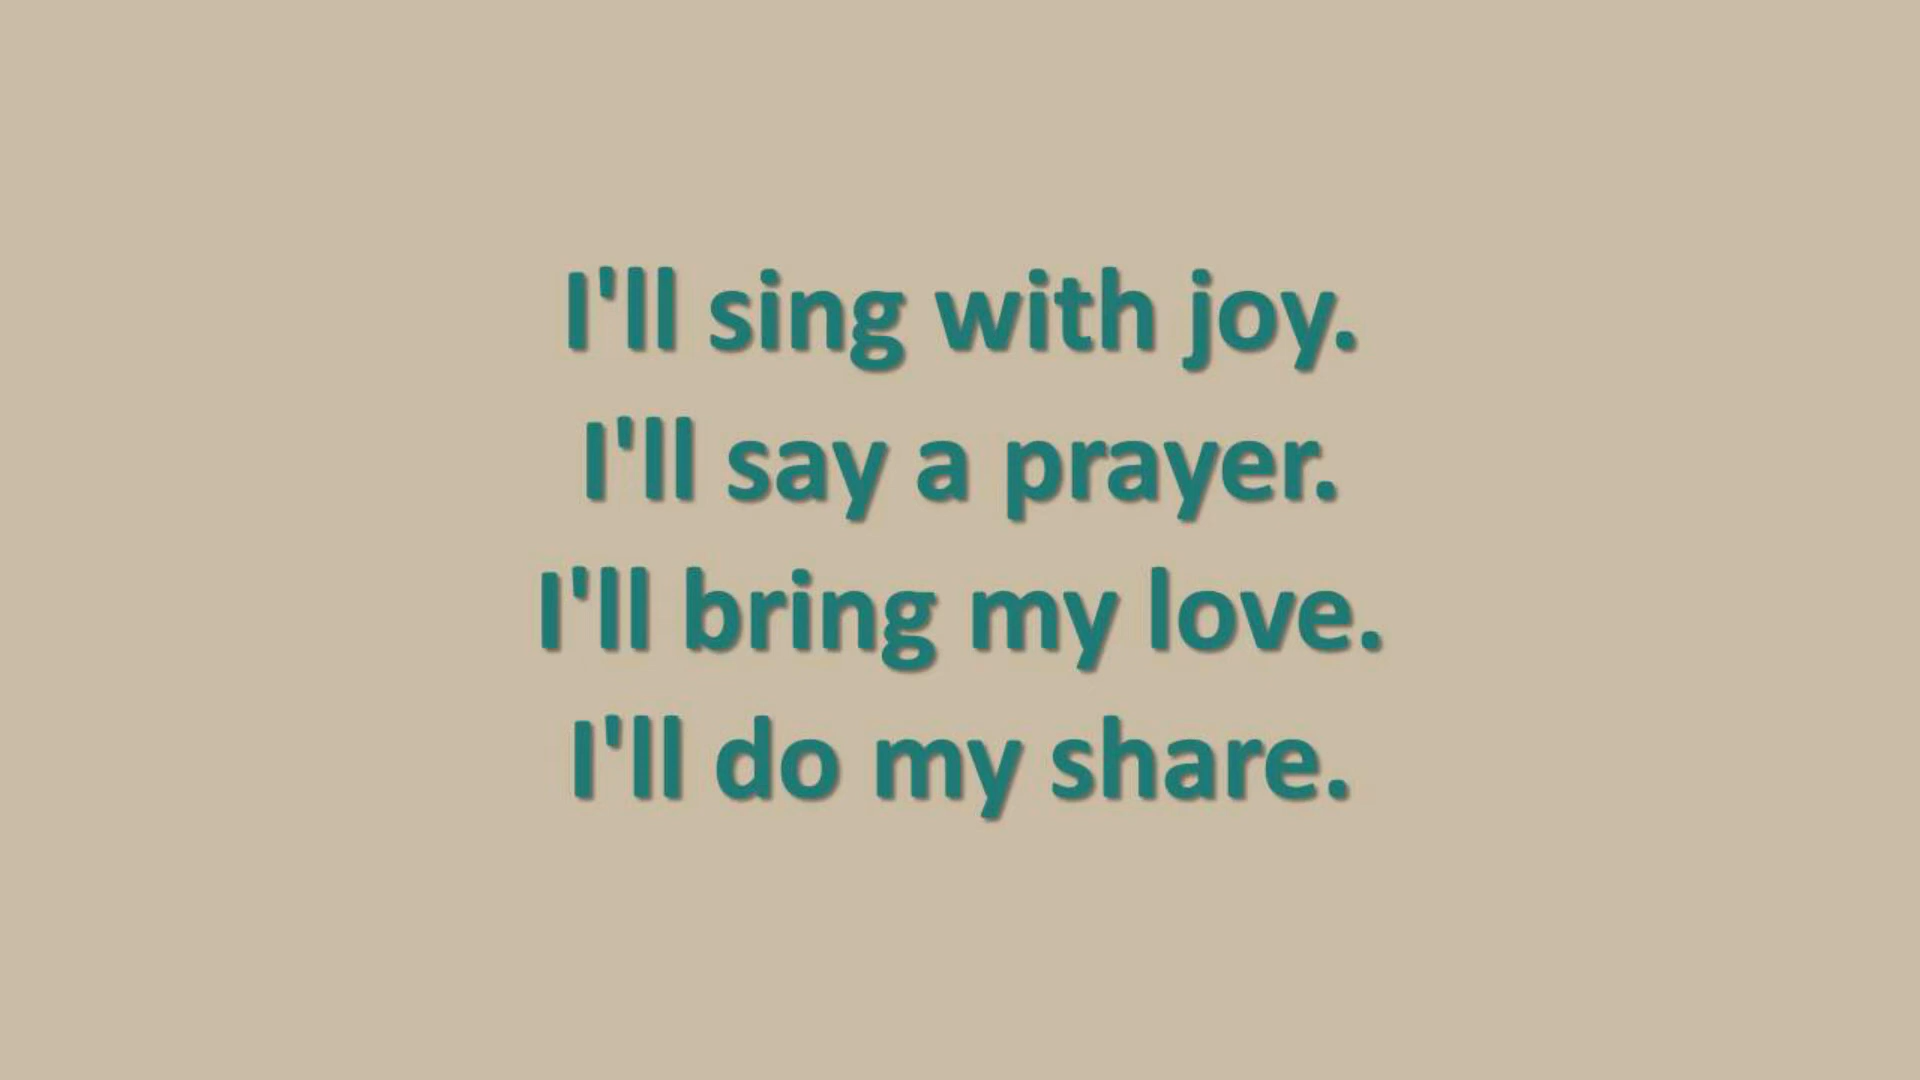 I'll sing with joy.
I'll say a prayer.
I'll bring my love.
I'll do my share.